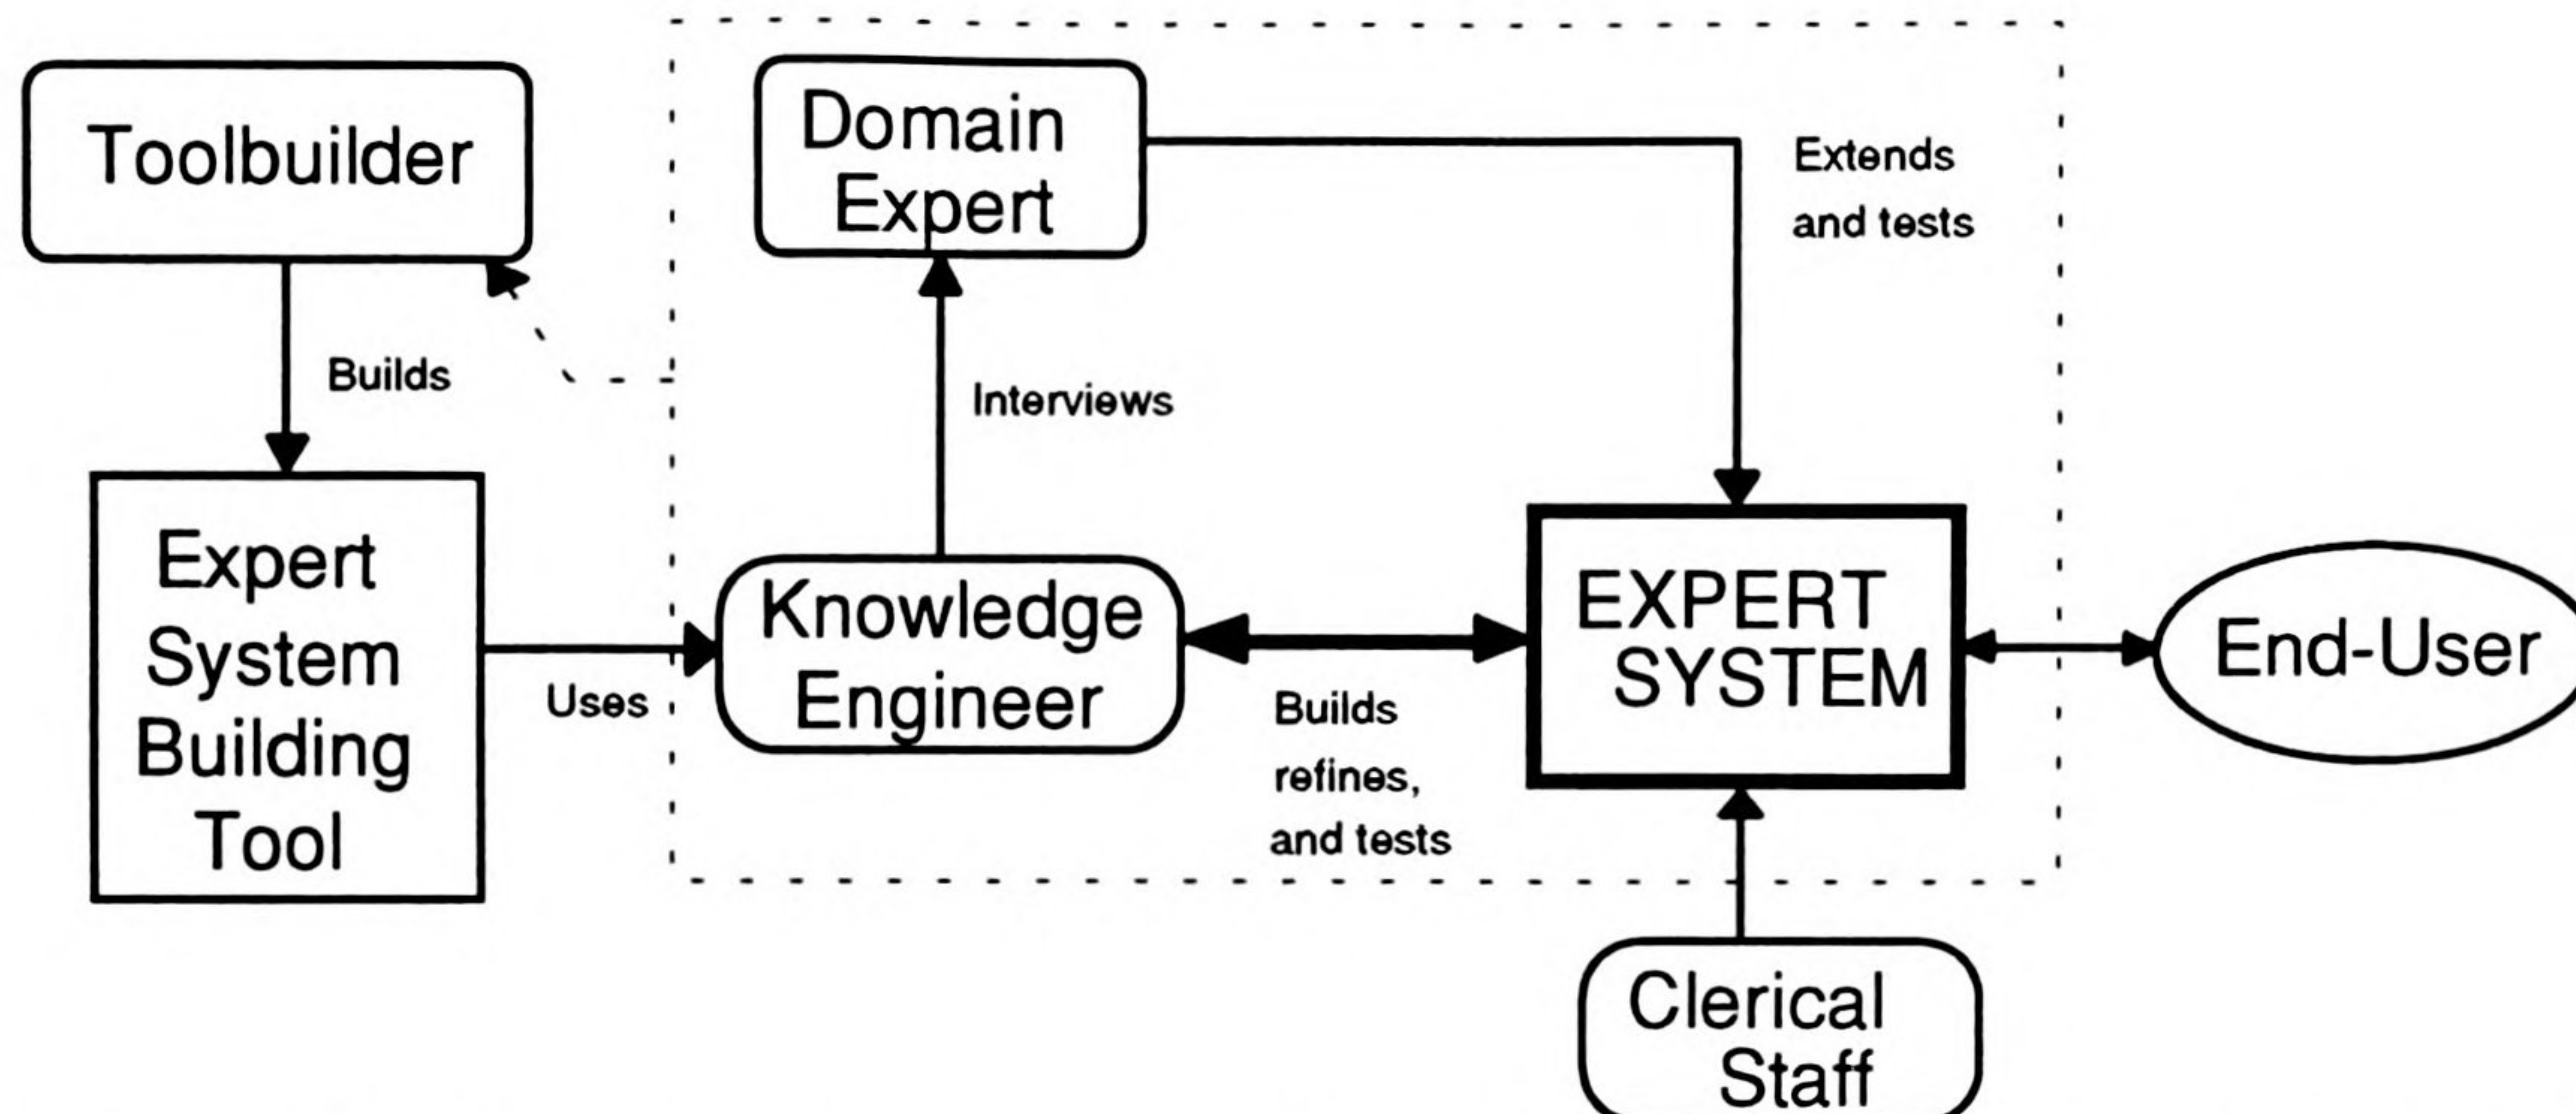 Toolbuilder
Domain
Expert
Extends
and tests
Builds
Interviews
Expert
System
Building
Tool
Uses
Knowledge
Engineer
Builds
refines,
and tests
EXPERT
SYSTEM
End-User
Clerical
Staff